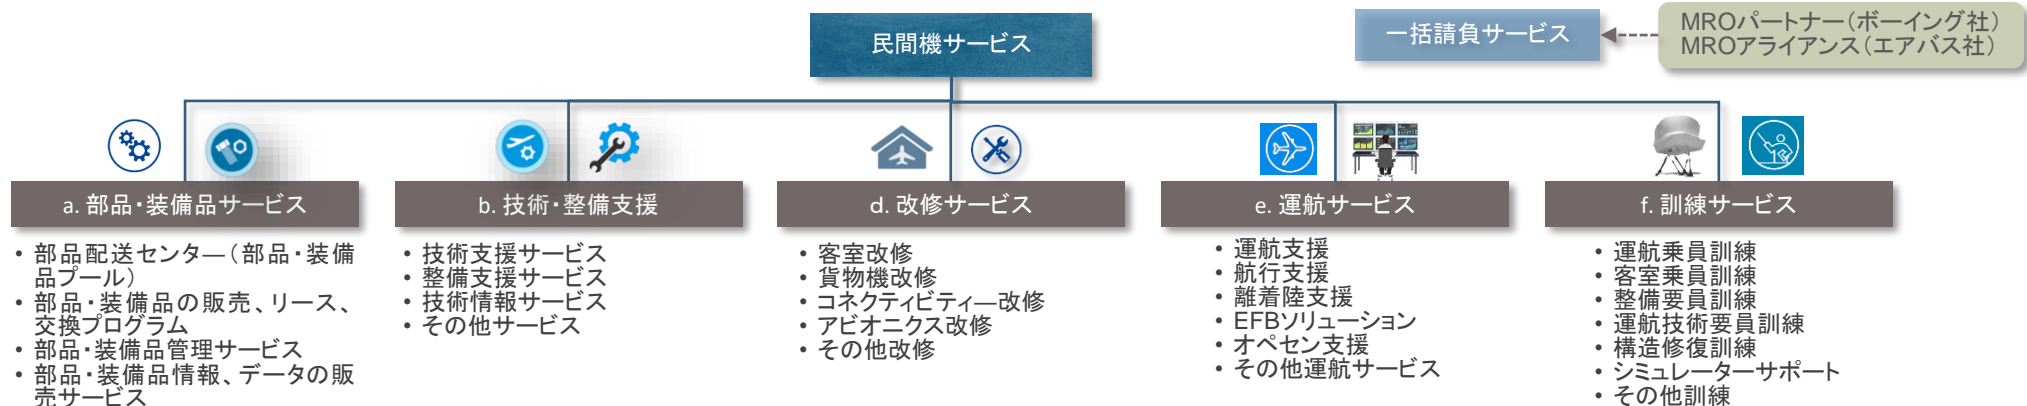 民間機サービス
一括請負サービス
MROパートナー(ボーイング社)
MROアライアンス(エアバス社)
a. 部品・装備品サービス
• 部品配送センタ―(部品・装備
品プール)
• 部品・装備品の販売、リース、
交換プログラム
• 部品・装備品管理サービス
• 部品・装備品情報、データの販
売サービス
b. 技術・整備支援
• 技術支援サービス
• 整備支援サービス
• 技術情報サービス
• その他サービス
d. 改修サービス
• 客室改修
• 貨物機改修
• コネクティビティ―改修
• アビオニクス改修
• その他改修
e. 運航サービス
• 運航支援
• 航行支援
• 離着陸支援
• EFBソリューション
• オペセン支援
• その他運航サービス
f. 訓練サービス
• 運航乗員訓練
• 客室乗員訓練
• 整備要員訓練
• 運航技術要員訓練
• 構造修復訓練
• シミュレーターサポート
• その他訓練